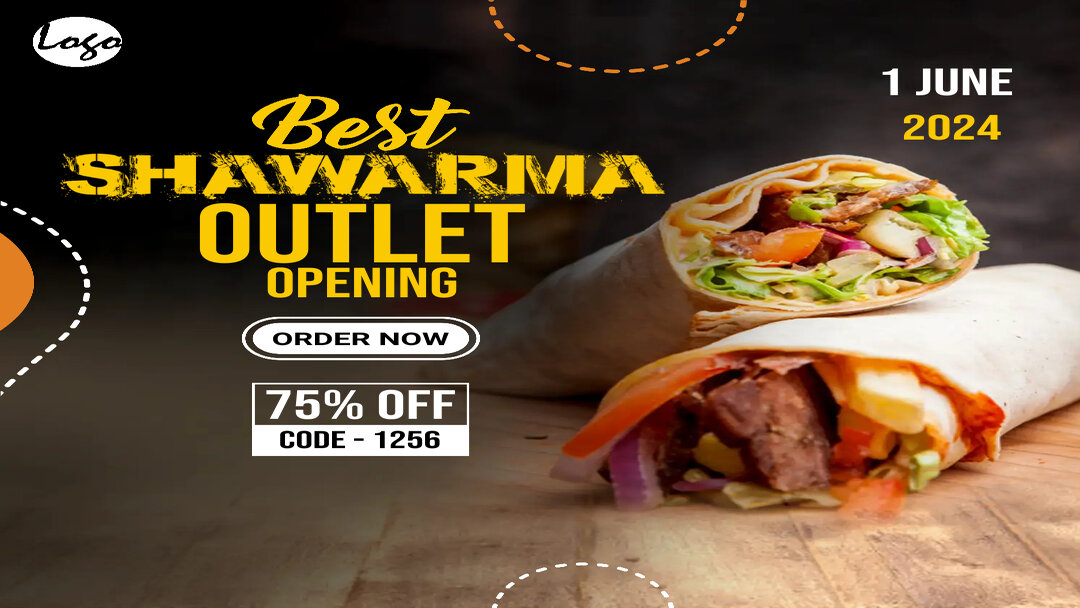 Logo
1 JUNE
2024
Best
SHAWARMA
OUTLET
OPENING
ORDER NOW
75% OFF
CODE - 1256